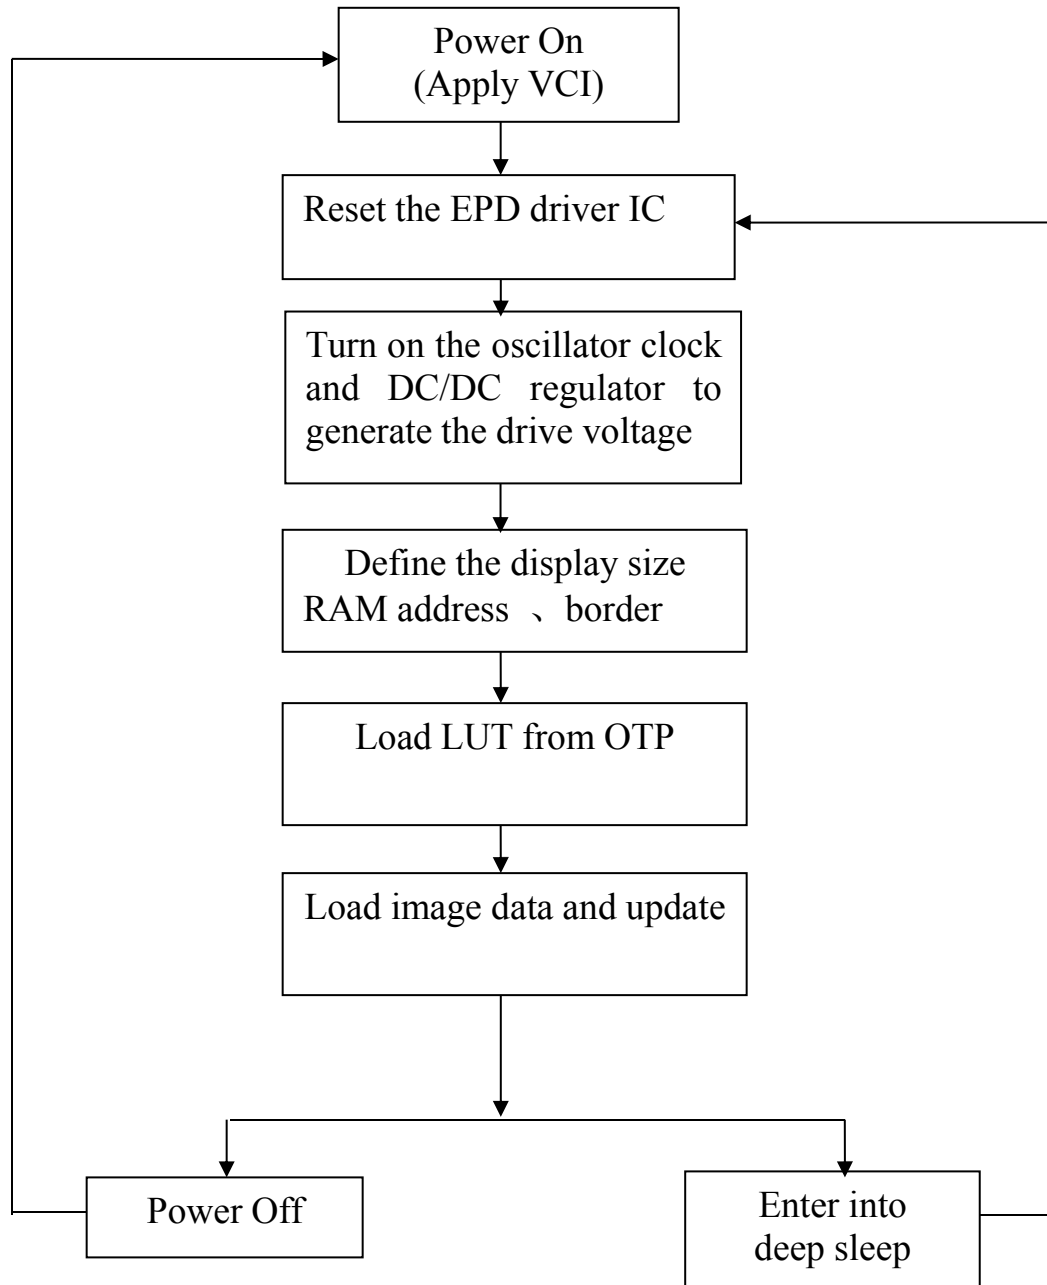 Power On
(Apply VCI)
Reset the EPD driver IC
Turn on the oscillator clock
and DC/DC regulator to
generate the drive voltage
Define the display size
RAM address 、border
Load LUT from OTP
Load image data and update
Power Off
Enter into
deep sleep